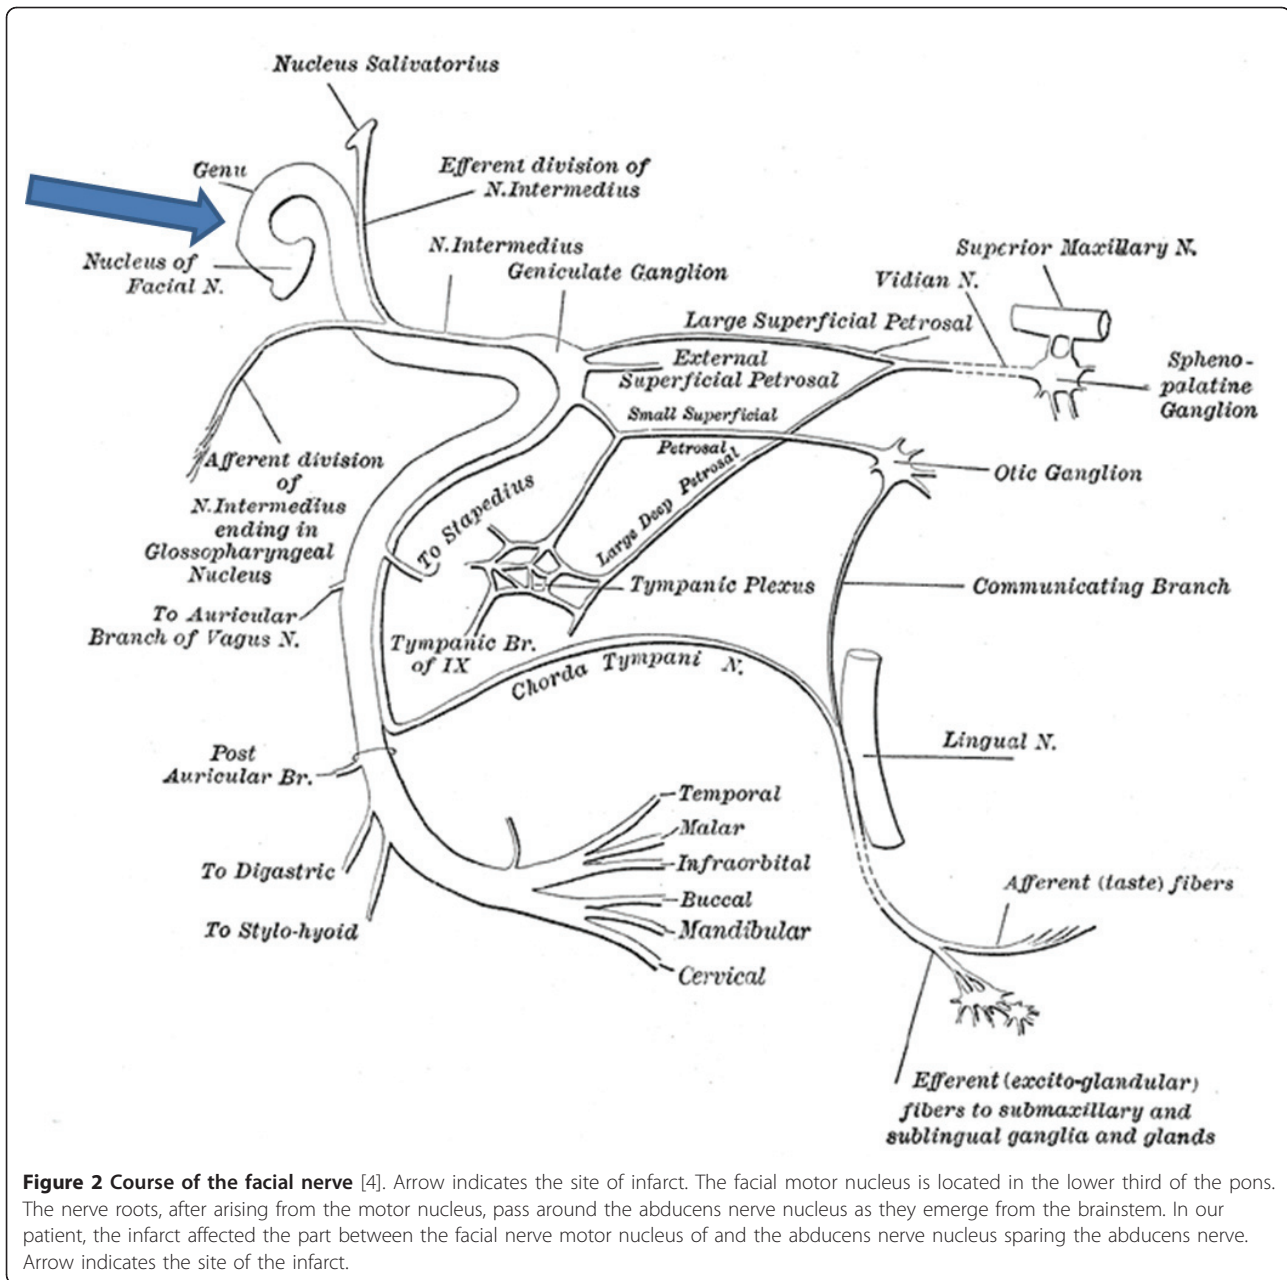 Nucleus Salivatorius
Genu
Efferent division of
N.Intermedius
N.Intermedius
Geniculate Ganglion
Nucleus of
Facial N.
Superior Maxillary N.
Vidian N.
Large Superficial Petrosal
External
Superficial Petrosal
Spheno-
palatine
Ganglion
Small Superficial
Petrosal
Large Deep Petrosal
Otic Ganglion
Afferent division
of
N.Intermedius
ending in
Glossopharyngeal
Nucleus
To Stapedius
Tympanic Plexus
Communicating Branch
To Auricular
Branch of Vagus N.
Tympanic Br.
of IX
Chorda Tympani N.
Lingual N.
Post
Auricular Br.
Temporal
Malar
Infraorbital
Buccal
Mandibular
Cervical
To Digastric
To Stylo-hyoid
Afferent (taste) fibers
Efferent (excito-glandular)
fibers to submaxillary and
sublingual ganglia and glands
Figure 2 Course of the facial nerve [4]. Arrow indicates the site of infarct. The facial motor nucleus is located in the lower third of the pons.
The nerve roots, after arising from the motor nucleus, pass around the abducens nerve nucleus as they emerge from the brainstem. In our
patient, the infarct affected the part between the facial nerve motor nucleus of and the abducens nerve nucleus sparing the abducens nerve.
Arrow indicates the site of the infarct.